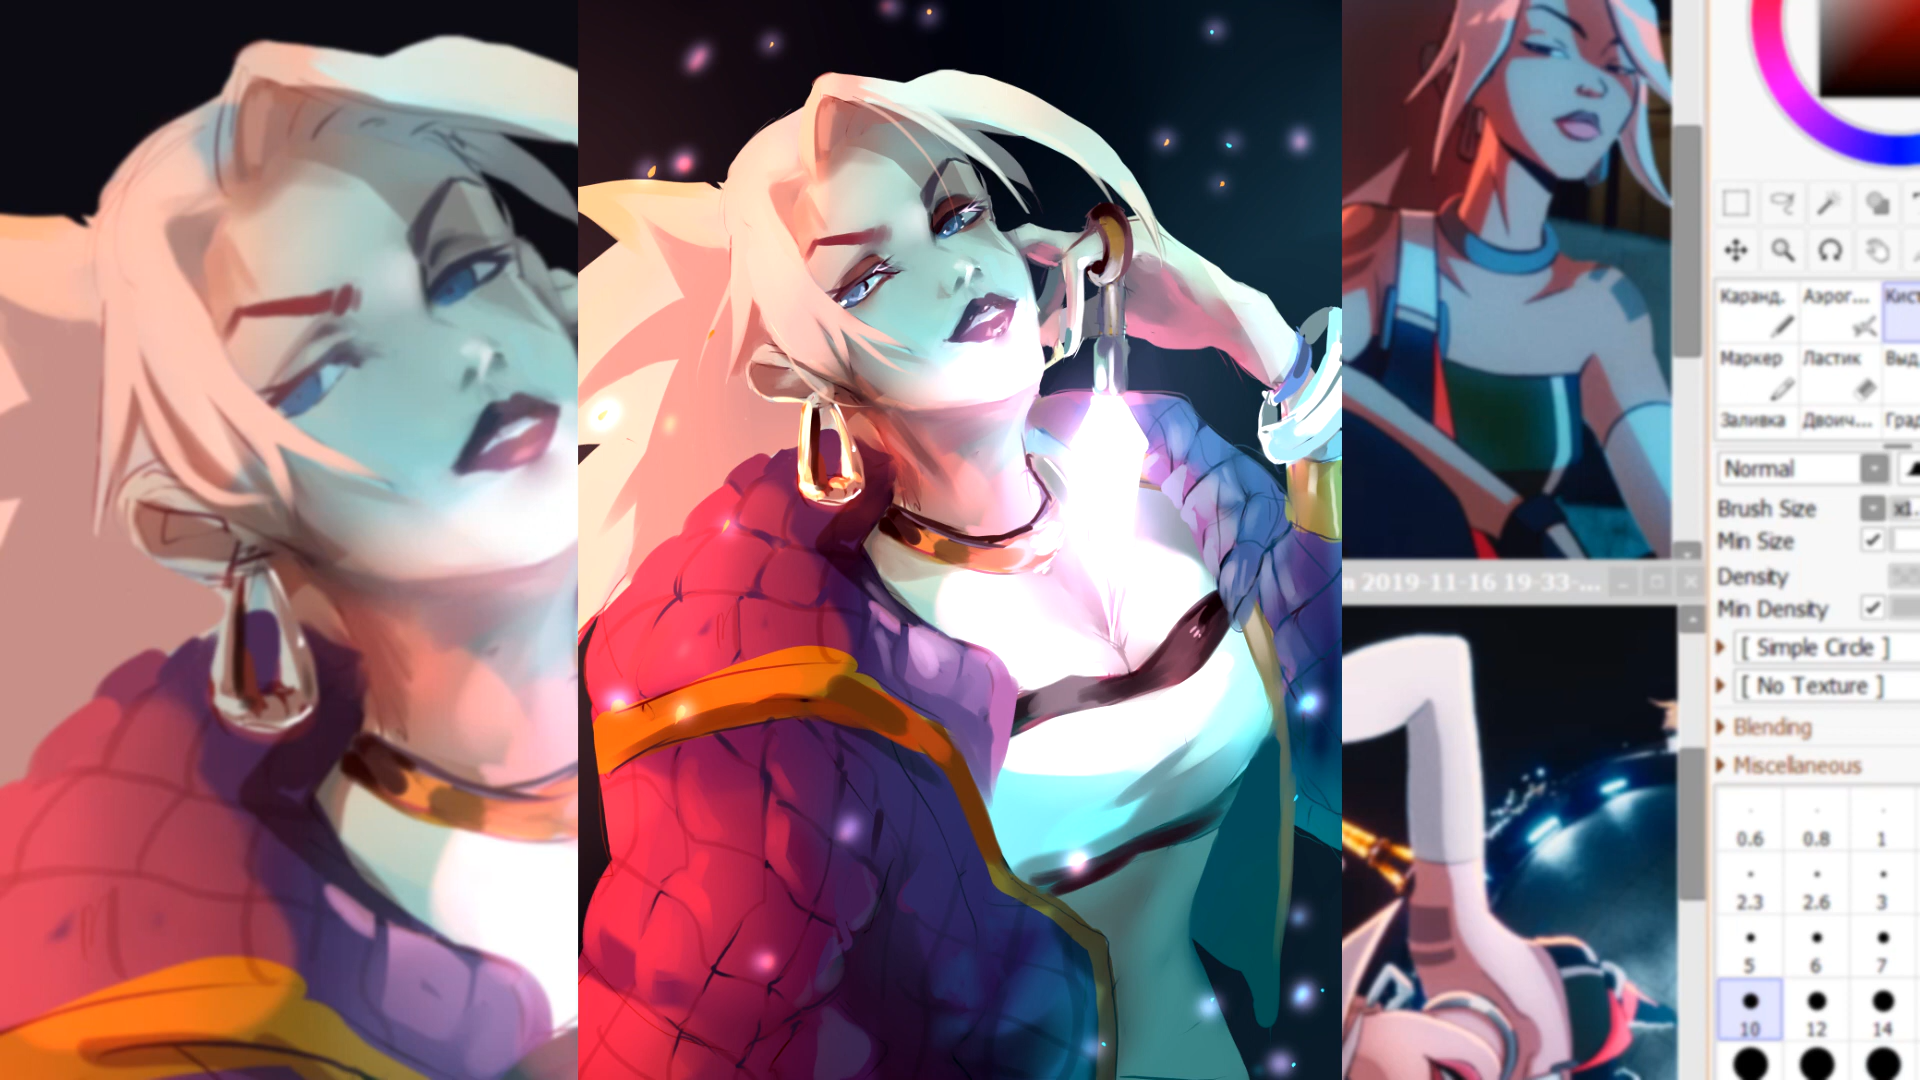 Каранд. Аэрог... Кист
Маркер Ластик Выд
Заливка Двоич... Град
Normal
Brush Size x1.
Min Size
m 2019-11-16 19-33-...
Density
Min Density
[ Simple Circle ]
[ No Texture ]
Blending
Miscellaneous
0.6 0.8 1
2.3 2.6 3
5 6 7
10 12 14